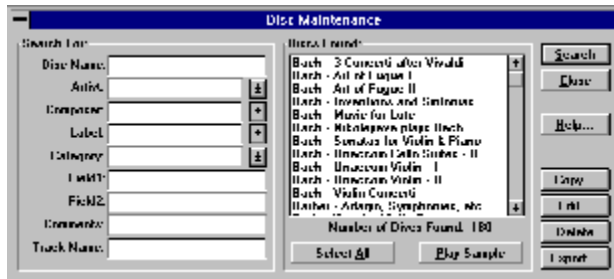 Disc Maintenance
Search For:
Disc Name:
Artist:
Composer:
Label:
Category:
Field1:
Field2:
Comments:
Track Name:
Discs Found:
Bach - 3 Concerti after Vivaldi
Bach - Art of Fugue I
Bach - Art of Fugue II
Bach - Inventions and Sinfonias
Bach - Music for Lute
Bach - Nikolayeva plays Bach
Bach - Sonatas for Violin & Piano
Bach - Unaccom Cello Suites - II
Bach - Unaccom Violin - I
Bach - Unaccom Violin - II
Bach - Violin Concerti
Barber - Adagio, Symphonies, etc
Number of Discs Found: 180
Select All
Play Sample
Search
Close
Help...
Copy
Edit
Delete
Export